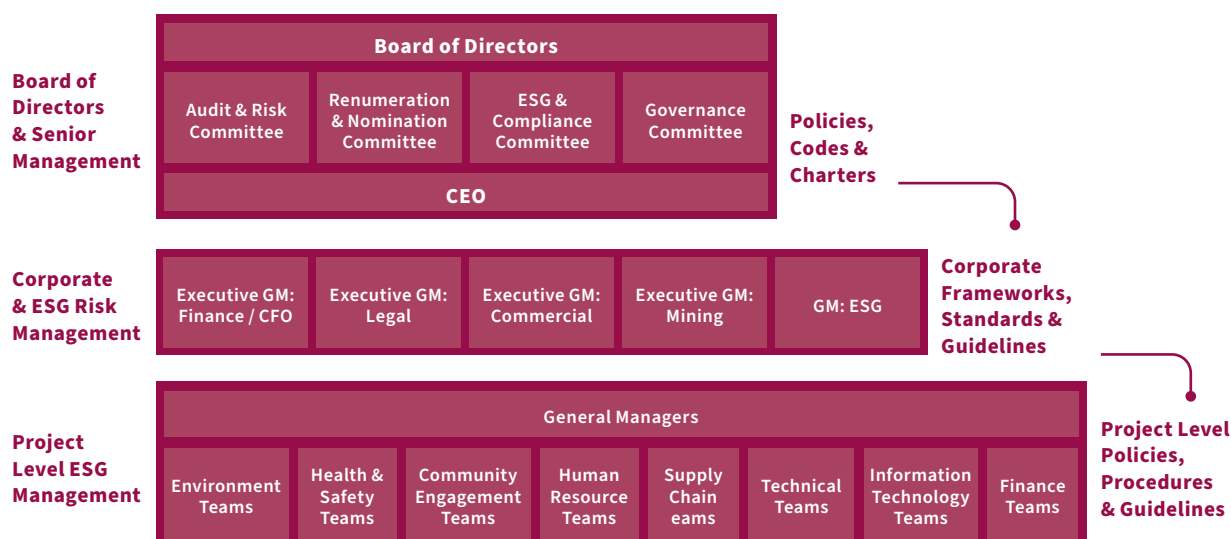 Board of
Directors
& Senior
Management
Board of Directors
Audit & Risk
Committee
Renumeration
& Nomination
Committee
ESG &
Compliance
Committee
Governance
Committee
CEO
Policies,
Codes &
Charters
Corporate
& ESG Risk
Management
Executive GM:
Finance / CFO
Executive GM:
Legal
Executive GM:
Commercial
Executive GM:
Mining
GM: ESG
Corporate
Frameworks,
Standards &
Guidelines
Project
Level ESG
Management
General Managers
Environment
Teams
Health &
Safety
Teams
Community
Engagement
Teams
Human
Resource
Teams
Supply
Chain
eams
Technical
Teams
Information
Technology
Teams
Finance
Teams
Project Level
Policies,
Procedures
& Guidelines